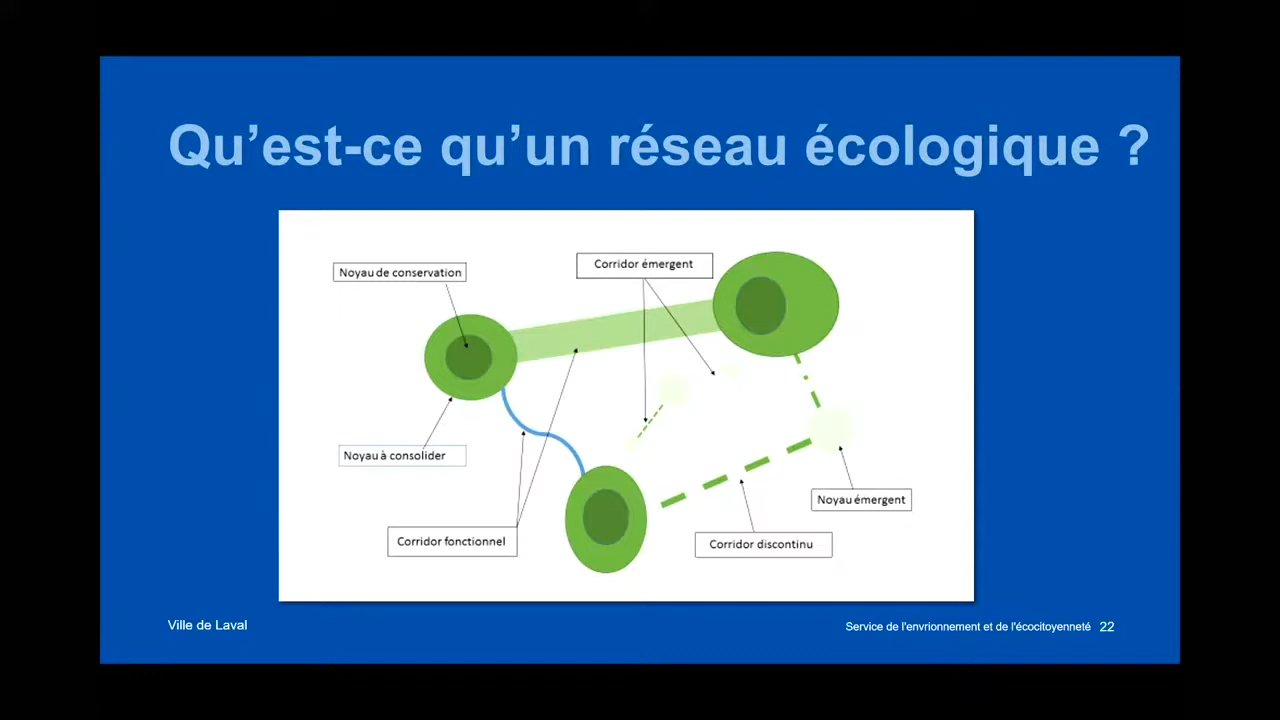 Qu’est-ce qu’un réseau écologique ?
Noyau de conservation
Corridor émergent
Noyau à consolider
Noyau émergent
Corridor fonctionnel
Corridor discontinu
Ville de Laval
Service de l'envrionnement et de l'écocitoyenneté 22